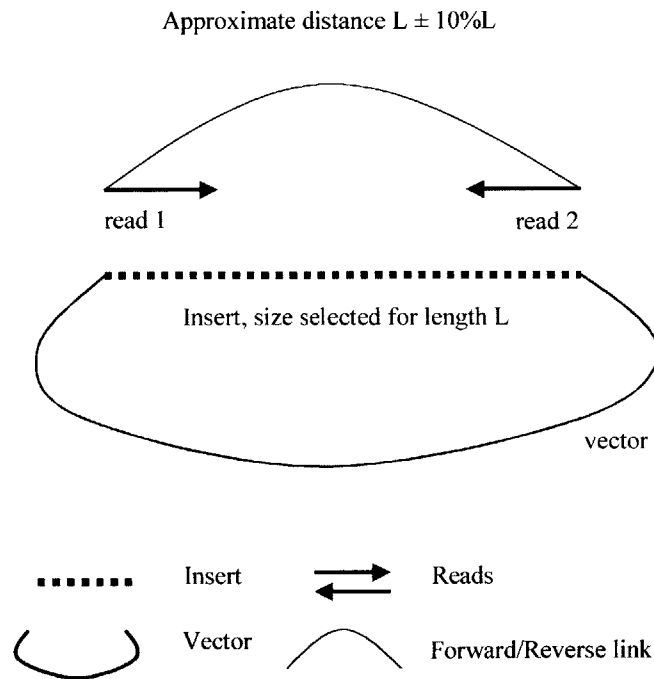 Approximate distance L ± 10%L
read 1
read 2
Insert, size selected for length L
vector
Insert
Reads
Vector
Forward/Reverse link